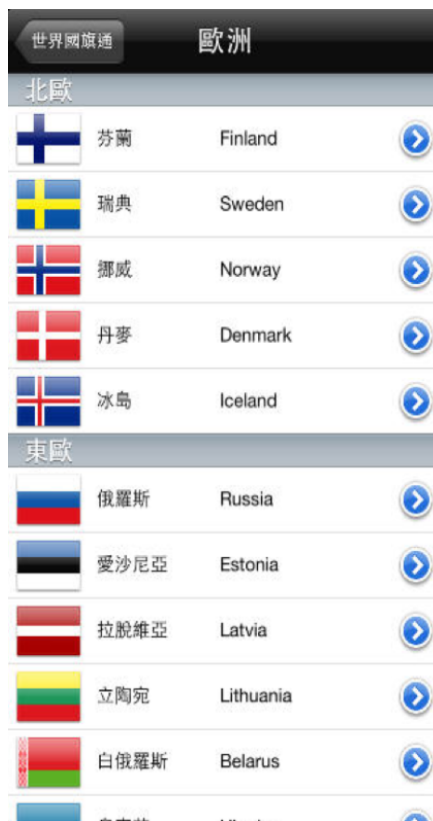 世界國旗通
歐洲
北歐
芬蘭 Finland
瑞典 Sweden
挪威 Norway
丹麥 Denmark
冰島 Iceland
東歐
俄羅斯 Russia
愛沙尼亞 Estonia
拉脫維亞 Latvia
立陶宛 Lithuania
白俄羅斯 Belarus